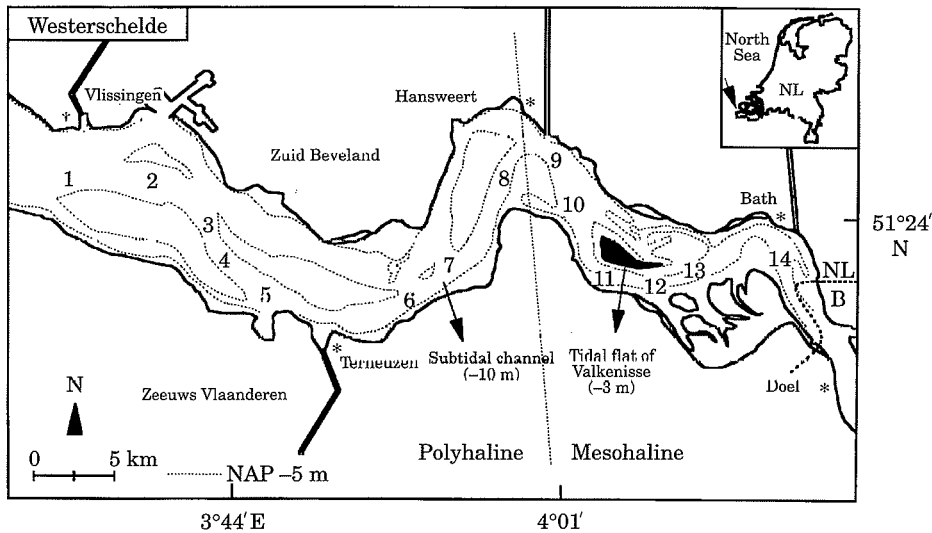 Westerschelde
North
Sea
NL
Vlissingen
Hansweert
Zuid Beveland
Bath
1
2
3
4
5
6
7
8
9
10
11
12
13
14
51°24′
N
NL
B
Subtidal channel
(–10 m)
Tidal flat of
Valkenisse
(–3 m)
Terneuzen
Doel
Zeeuws Vlaanderen
N
Polyhaline
Mesohaline
0 5 km
NAP –5 m
3°44′ E
4°01′